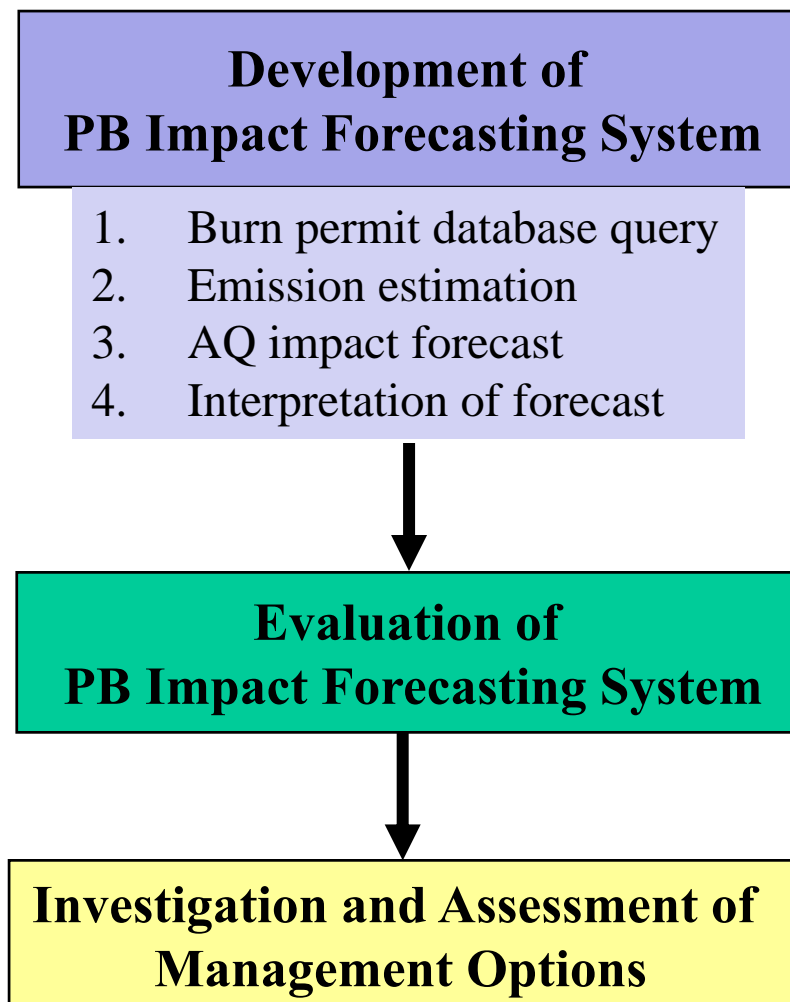 Development of
PB Impact Forecasting System
1. Burn permit database query
2. Emission estimation
3. AQ impact forecast
4. Interpretation of forecast
Evaluation of
PB Impact Forecasting System
Investigation and Assessment of
Management Options